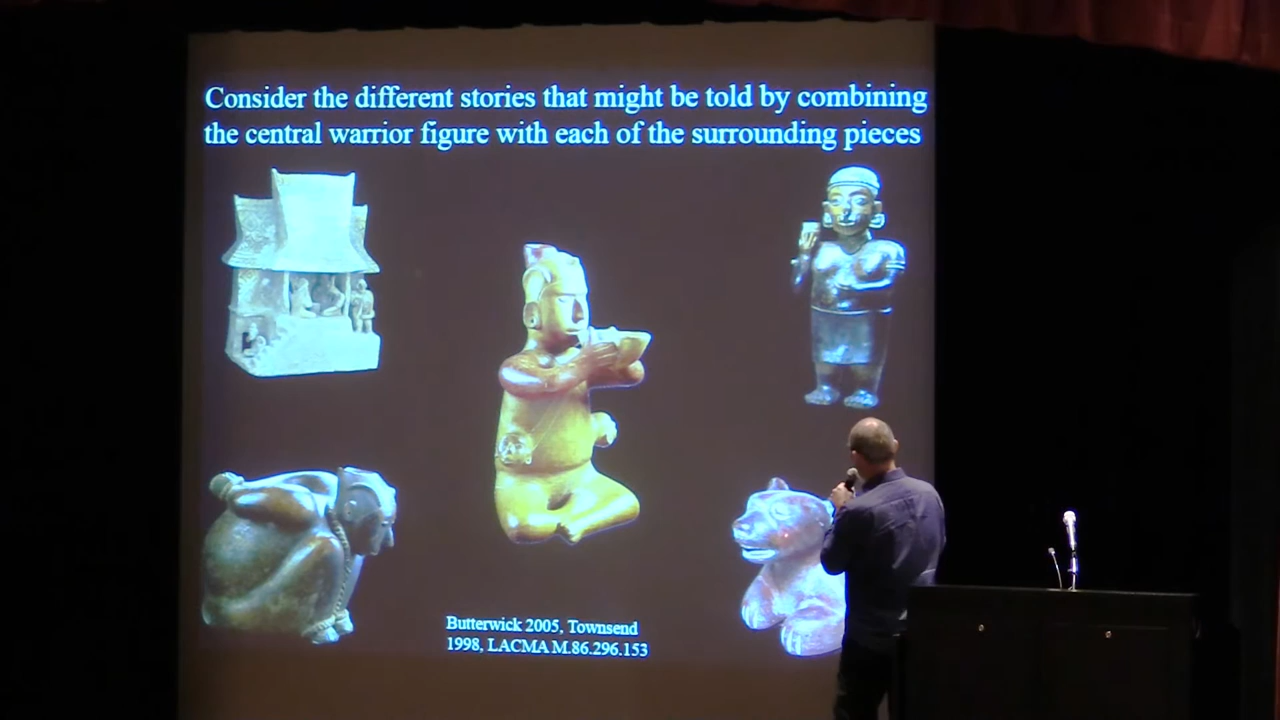 Consider the different stories that might be told by combining
the central warrior figure with each of the surrounding pieces
Butterwick 2005, Townsend
1998, LACMA M.86.296.153